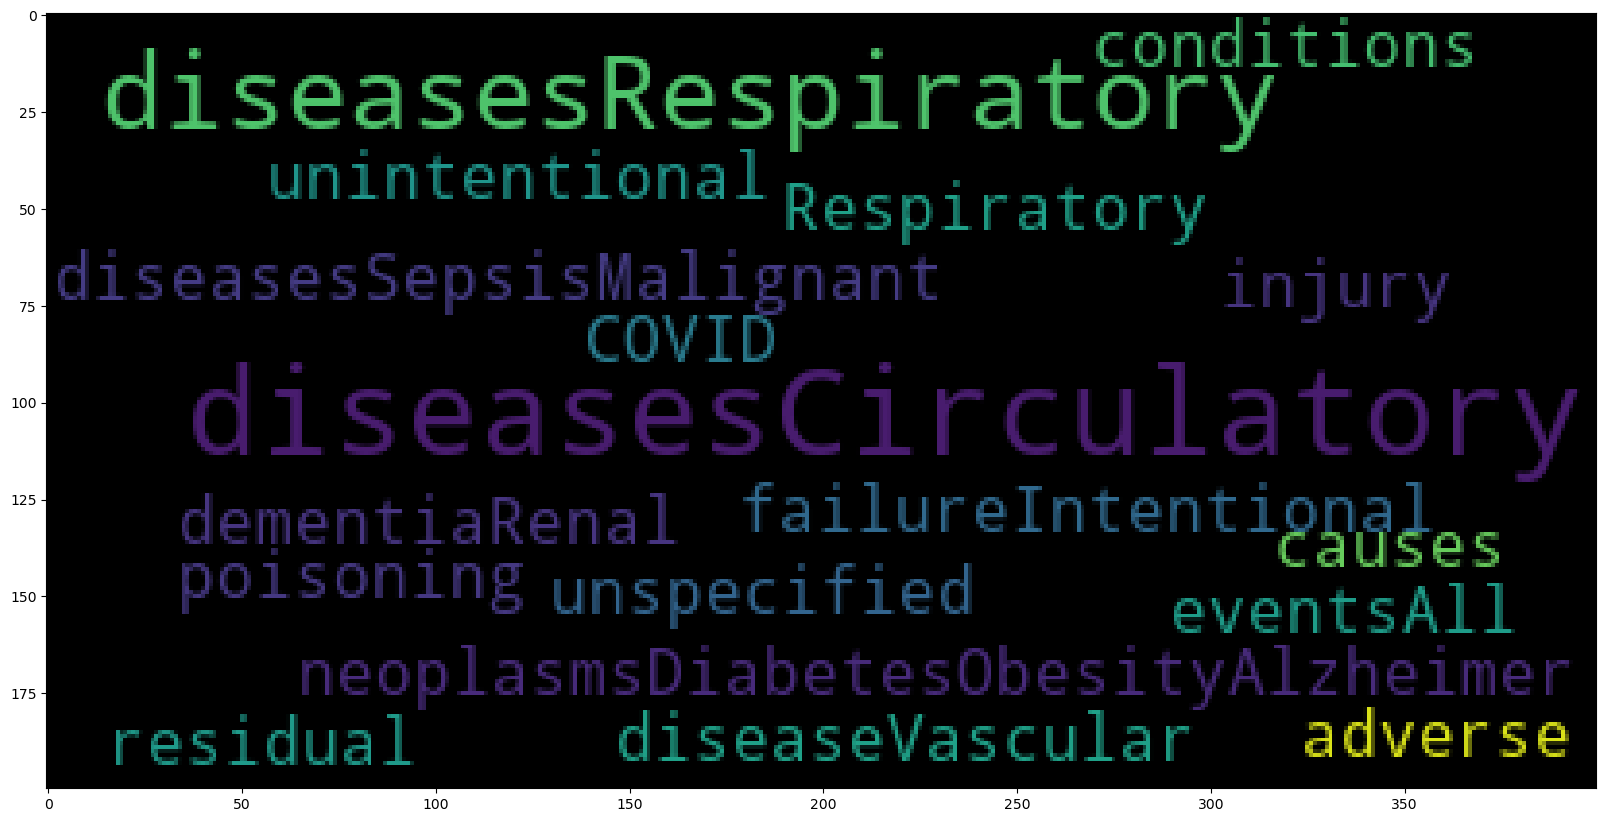 conditions
diseasesRespiratory
unintentional
Respiratory
diseasesSepsisMalignant
injury
COVID
diseasesCirculatory
failureIntentional
dementiaRenal
causes
poisoning
unspecified
eventsAll
neoplasmsDiabetesObesityAlzheimer
residual
diseaseVascular
adverse
0
25
50
75
100
125
150
175
0 50 100 150 200 250 300 350